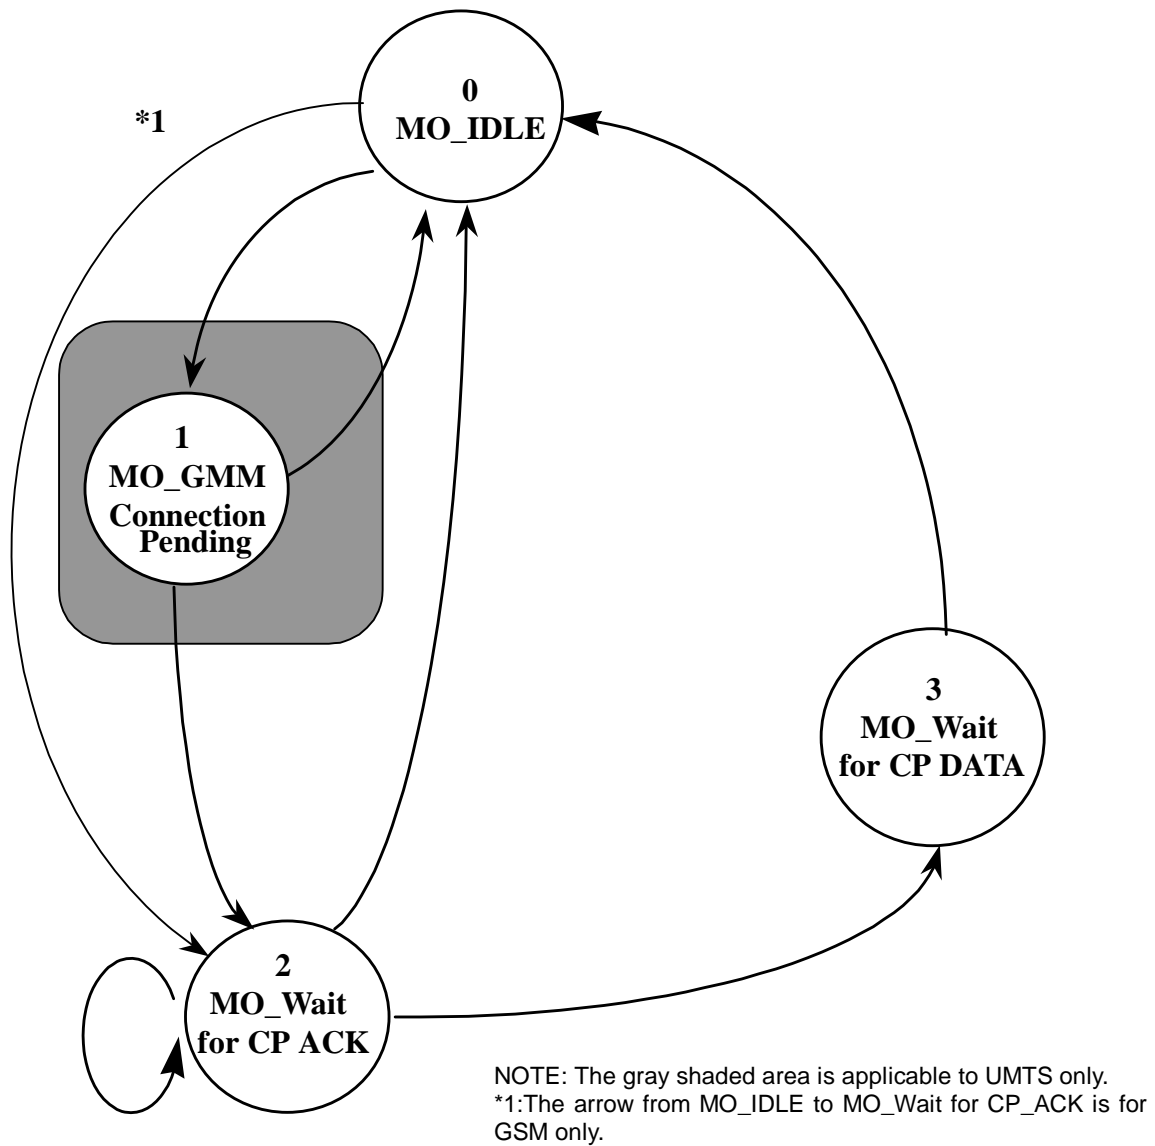 *1
0
MO_IDLE
1
MO_GMM
Connection
Pending
3
MO_Wait
for CP DATA
2
MO_Wait
for CP ACK
NOTE: The gray shaded area is applicable to UMTS only.
*1:The arrow from MO_IDLE to MO_Wait for CP_ACK is for
GSM only.